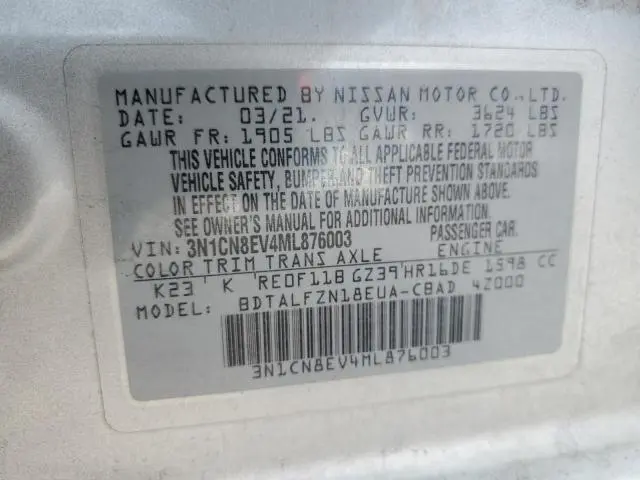 MANUFACTURED BY NISSAN MOTOR CO., LTD.
DATE: 03/21. GVWR: 3624 LBS
GAWR FR: 1905 LBS GAWR RR: 1720 LBS
THIS VEHICLE CONFORMS TO ALL APPLICABLE FEDERAL MOTOR
VEHICLE SAFETY, BUMPER AND THEFT PREVENTION STANDARDS
IN EFFECT ON THE DATE OF MANUFACTURE SHOWN ABOVE.
SEE OWNER'S MANUAL FOR ADDITIONAL INFORMATION.
VIN: 3N1CN8EV4ML876003 PASSENGER CAR.
COLOR TRIM TRANS AXLE ENGINE
K23 K RE0F11B GZ39 HR16DE 1598 CC
MODEL: BDTALFZN18EUA-CBAD 4Z000
3N1CN8EV4ML876003